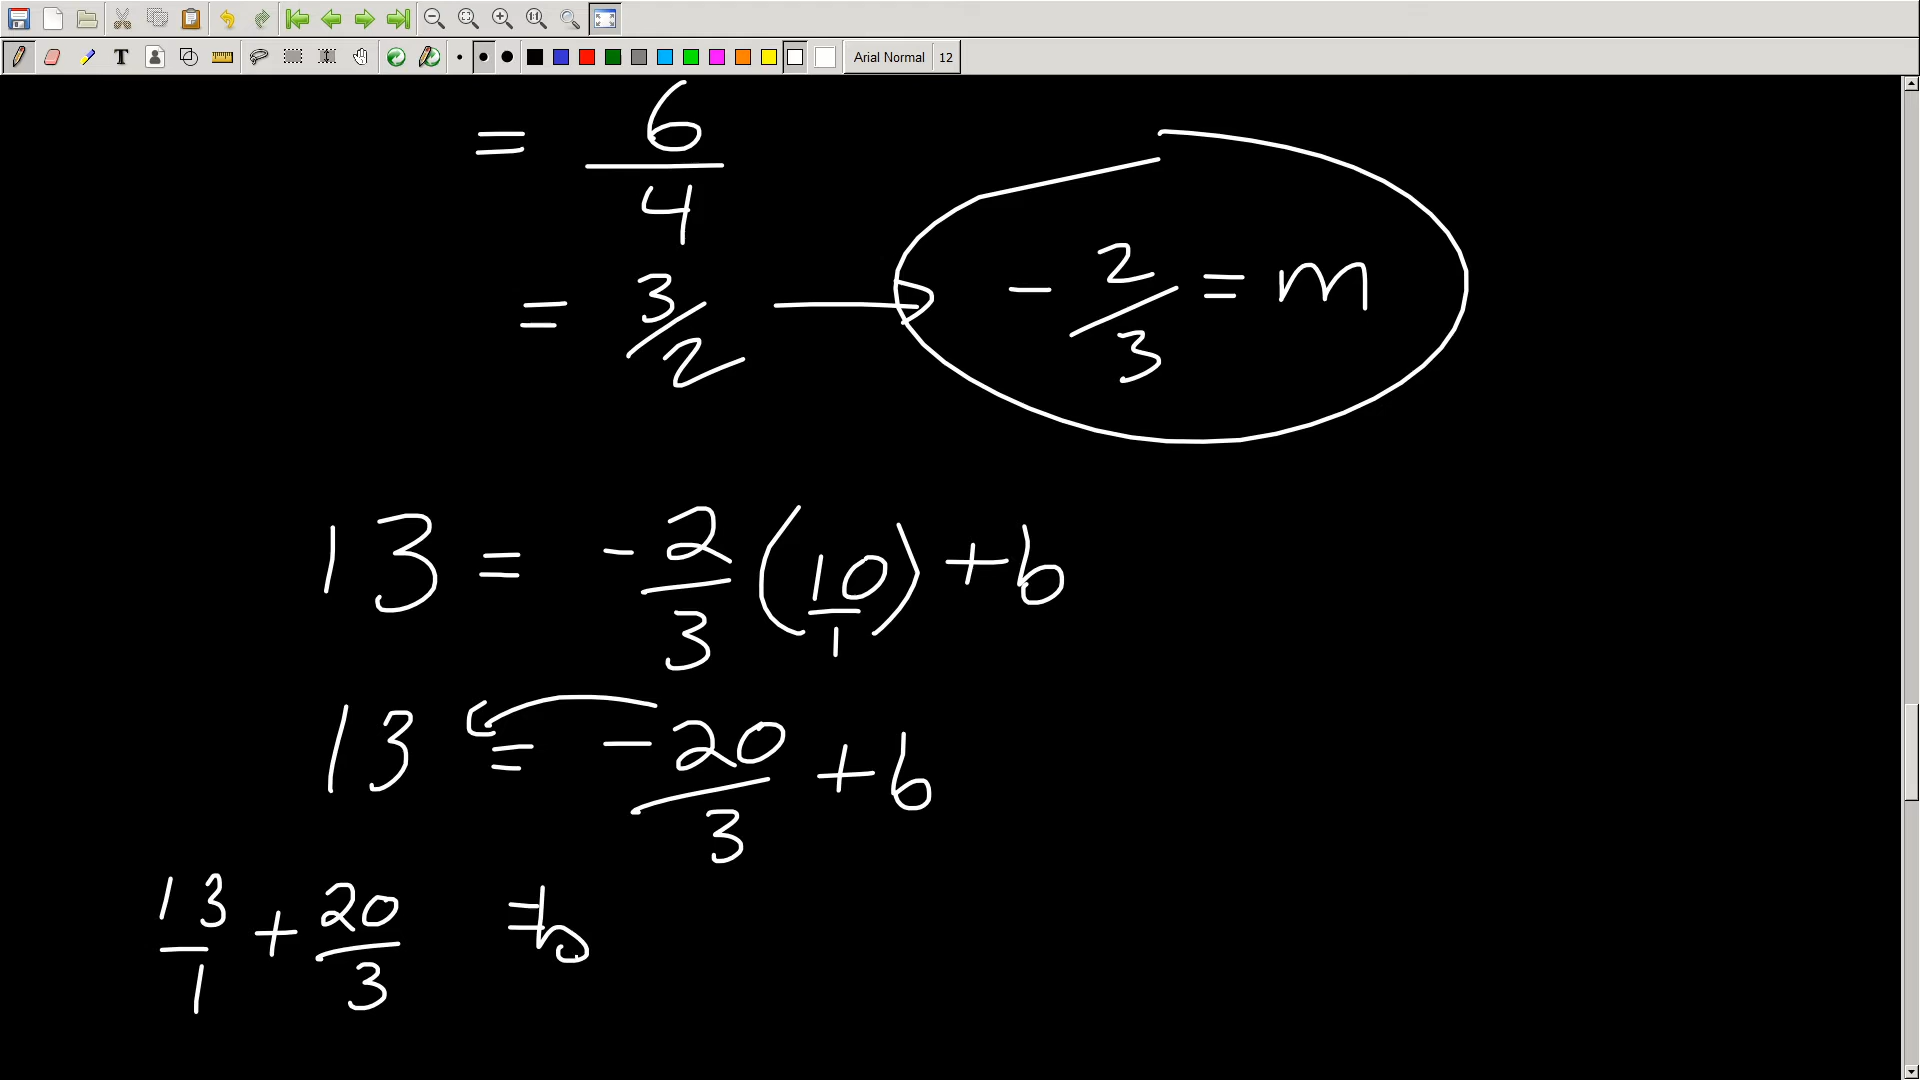 Arial Normal 12
= 6/4
= 3/2 → -2/3 = m
13 = -2/3 (10/1) + b
13 = -20/3 + b
13/1 + 20/3 = b